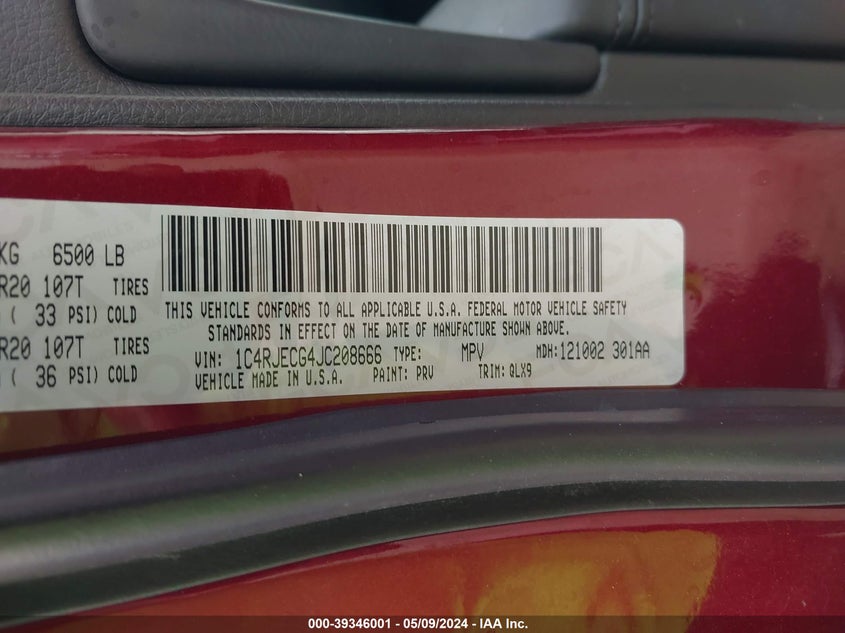 KG 6500 LB
R20 107T TIRES
( 33 PSI) COLD
R20 107T TIRES
( 36 PSI) COLD
THIS VEHICLE CONFORMS TO ALL APPLICABLE U.S.A. FEDERAL MOTOR VEHICLE SAFETY
STANDARDS IN EFFECT ON THE DATE OF MANUFACTURE SHOWN ABOVE.
VIN: 1C4RJECG4JC208666 TYPE: MPV MDH:121002 301AA
VEHICLE MADE IN U.S.A. PAINT: PRV TRIM: QLX9
000-39346001 - 05/09/2024 - IAA Inc.